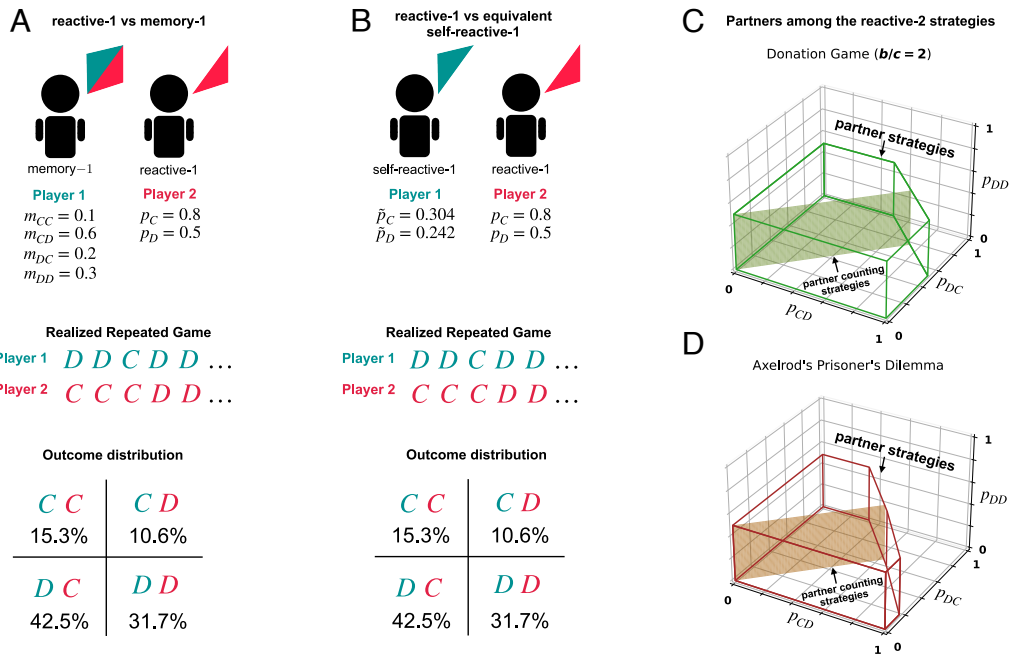 A
reactive-1 vs memory-1
memory−1
reactive-1
Player 1
Player 2
m_CC = 0.1
p_C = 0.8
m_CD = 0.6
p_D = 0.5
m_DC = 0.2
m_DD = 0.3
Realized Repeated Game
Player 1 D D C D D ...
Player 2 C C C D D ...
Outcome distribution
C C
C D
15.3%
10.6%
D C
D D
42.5%
31.7%
B
reactive-1 vs equivalent
self-reactive-1
self-reactive-1
reactive-1
Player 1
Player 2
p̃_C = 0.304
p_C = 0.8
p̃_D = 0.242
p_D = 0.5
Realized Repeated Game
Player 1 D D C D D ...
Player 2 C C C D D ...
Outcome distribution
C C
C D
15.3%
10.6%
D C
D D
42.5%
31.7%
C
Partners among the reactive-2 strategies
Donation Game (b/c = 2)
partner strategies
partner counting
strategies
1
p_DD
0
1
p_DC
0
0
p_CD
1
D
Axelrod's Prisoner's Dilemma
partner strategies
partner counting
strategies
1
p_DD
0
1
p_DC
0
0
p_CD
1